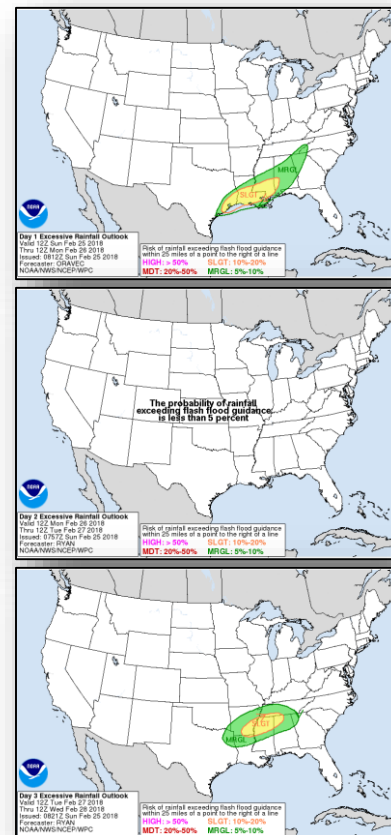 MRGL
SLGT
NOAA
Day 1 Excessive Rainfall Outlook
Valid 12Z Sun Feb 25 2018
Thru 12Z Mon Feb 26 2018
Issued: 0812Z Sun Feb 25 2018
Forecaster: ORAVEC
NOAA/NWS/NCEP/WPC
Risk of rainfall exceeding flash flood guidance
within 25 miles of a point to the right of a line
HIGH: > 50% SLGT: 10%-20%
MDT: 20%-50% MRGL: 5%-10%
The probability of rainfall
exceeding flash flood guidance
is less than 5 percent
NOAA
Day 2 Excessive Rainfall Outlook
Valid 12Z Mon Feb 26 2018
Thru 12Z Tue Feb 27 2018
Issued: 0757Z Sun Feb 25 2018
Forecaster: RYAN
NOAA/NWS/NCEP/WPC
Risk of rainfall exceeding flash flood guidance
within 25 miles of a point to the right of a line
HIGH: > 50% SLGT: 10%-20%
MDT: 20%-50% MRGL: 5%-10%
SLGT
MRGL
NOAA
Day 3 Excessive Rainfall Outlook
Valid 12Z Tue Feb 27 2018
Thru 12Z Wed Feb 28 2018
Issued: 0821Z Sun Feb 25 2018
Forecaster: RYAN
NOAA/NWS/NCEP/WPC
Risk of rainfall exceeding flash flood guidance
within 25 miles of a point to the right of a line
HIGH: > 50% SLGT: 10%-20%
MDT: 20%-50% MRGL: 5%-10%